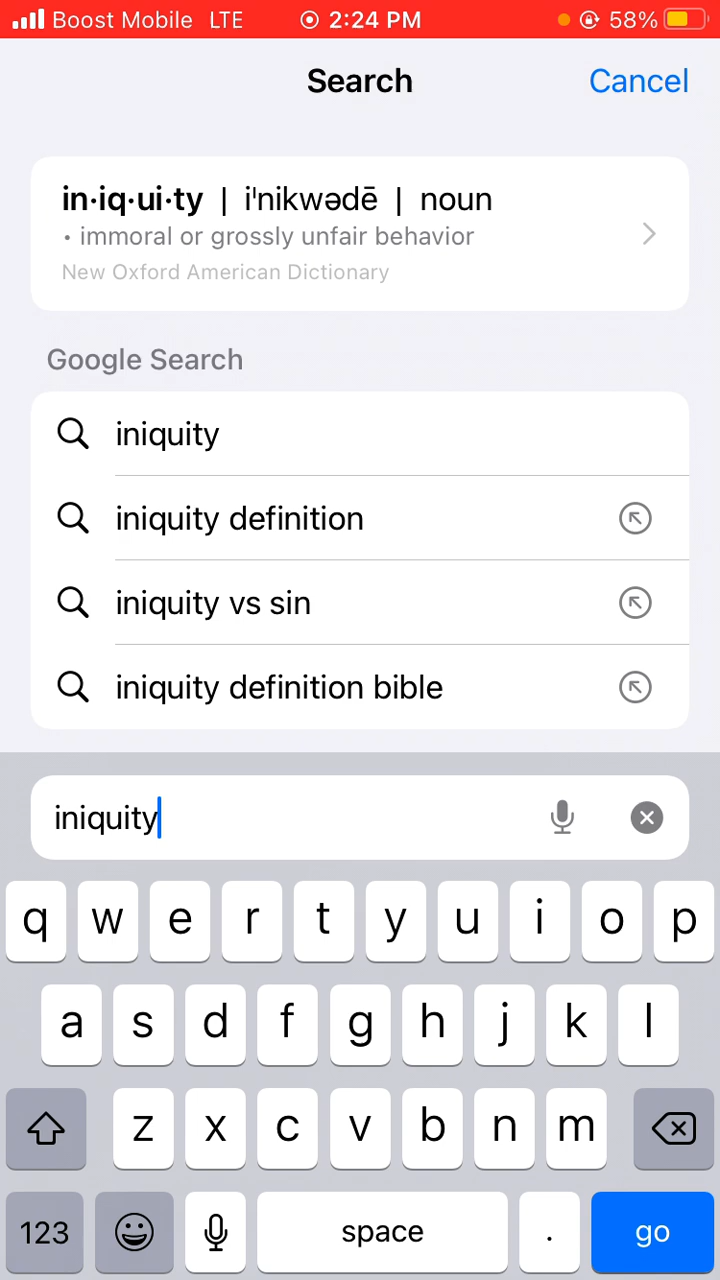 Boost Mobile LTE 2:24 PM 58%
Search Cancel
in·iq·ui·ty | iˈnikwədē | noun
• immoral or grossly unfair behavior
New Oxford American Dictionary
Google Search
iniquity
iniquity definition
iniquity vs sin
iniquity definition bible
iniquity
q w e r t y u i o p
a s d f g h j k l
z x c v b n m
123 space . go